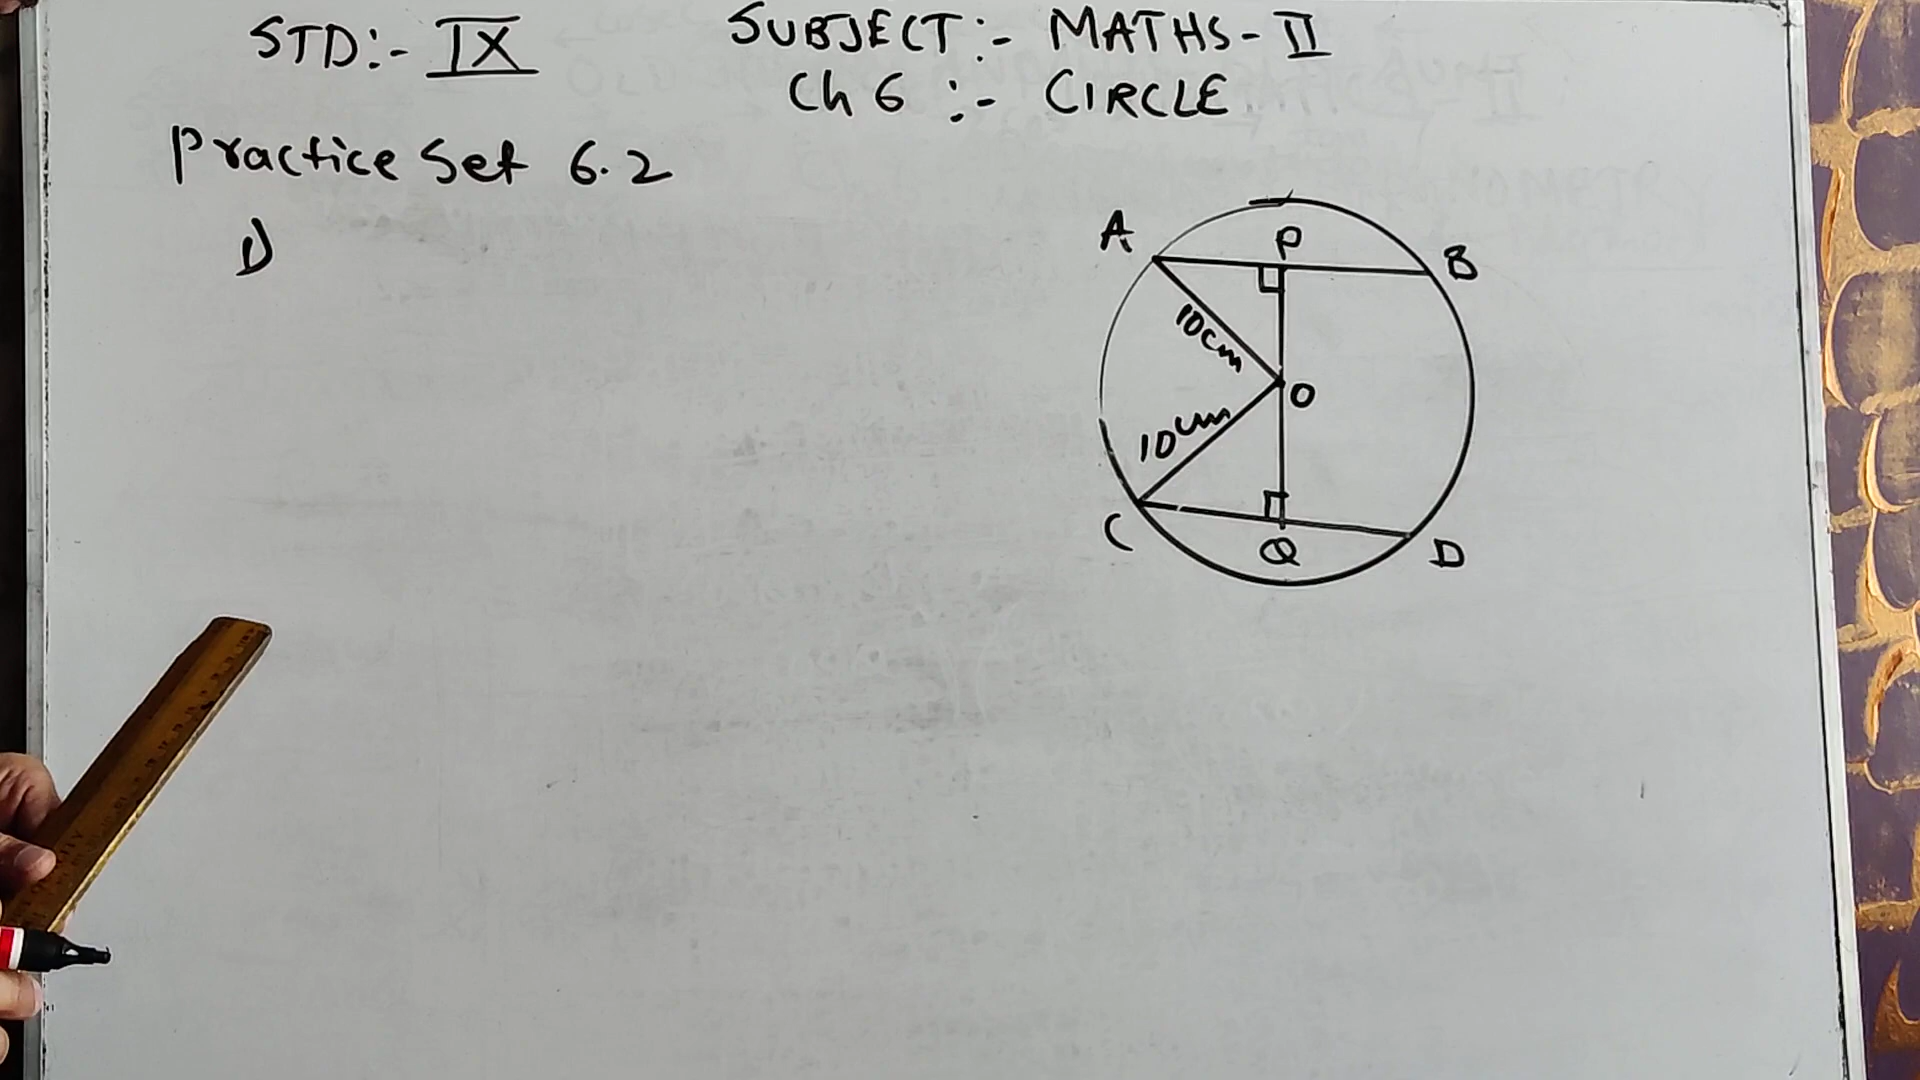 STD:- IX
SUBJECT:- MATHS-II
Ch 6 :- CIRCLE
Practice Set 6.2
1)
A
P
B
10cm
O
10cm
C
Q
D